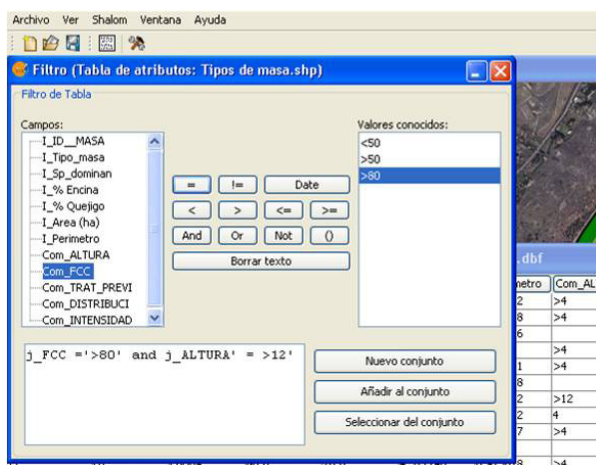 Archivo Ver Shalom Ventana Ayuda
Filtro (Tabla de atributos: Tipos de masa.shp)
Filtro de Tabla
Campos:
I_ID__MASA
I_Tipo_masa
I_Sp_dominan
I_% Encina
I_% Quejigo
I_Area (ha)
I_Perimetro
Com_ALTURA
Com_FCC
Com_TRAT_PREVI
Com_DISTRIBUCI
Com_INTENSIDAD
= != Date
< > <= >=
And Or Not ()
Borrar texto
Valores conocidos:
<50
>50
>80
j_FCC ='>80' and j_ALTURA' = >12'
Nuevo conjunto
Añadir al conjunto
Seleccionar del conjunto
.dbf
metro Com_AL
2 >4
8 >4
6
>4
1 >4
8
2 >12
2 4
7 >4
8 >4